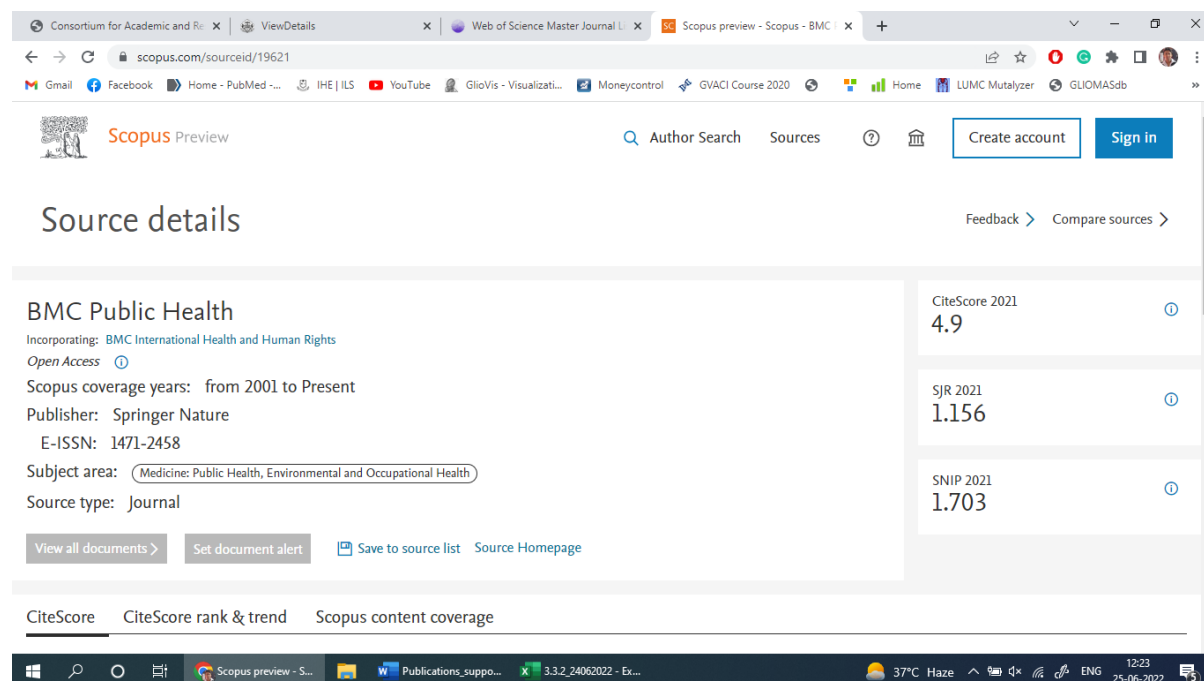 Consortium for Academic and Re
ViewDetails
Web of Science Master Journal Li
SC Scopus preview - Scopus - BMC
scopus.com/sourceid/19621
Gmail Facebook Home - PubMed -... IHE | ILS YouTube GlioVis - Visualizati... Moneycontrol GVACI Course 2020 Home LUMC Mutalyzer GLIOMASdb »
Scopus Preview
Author Search Sources Create account Sign in
Source details
Feedback Compare sources
BMC Public Health
Incorporating: BMC International Health and Human Rights
Open Access
Scopus coverage years: from 2001 to Present
Publisher: Springer Nature
E-ISSN: 1471-2458
Subject area: Medicine: Public Health, Environmental and Occupational Health
Source type: Journal
View all documents Set document alert Save to source list Source Homepage
CiteScore 2021
4.9
SJR 2021
1.156
SNIP 2021
1.703
CiteScore CiteScore rank & trend Scopus content coverage
Scopus preview - S... Publications_suppo... 3.3.2_24062022 - Ex... 37°C Haze ENG 12:23
25-06-2022